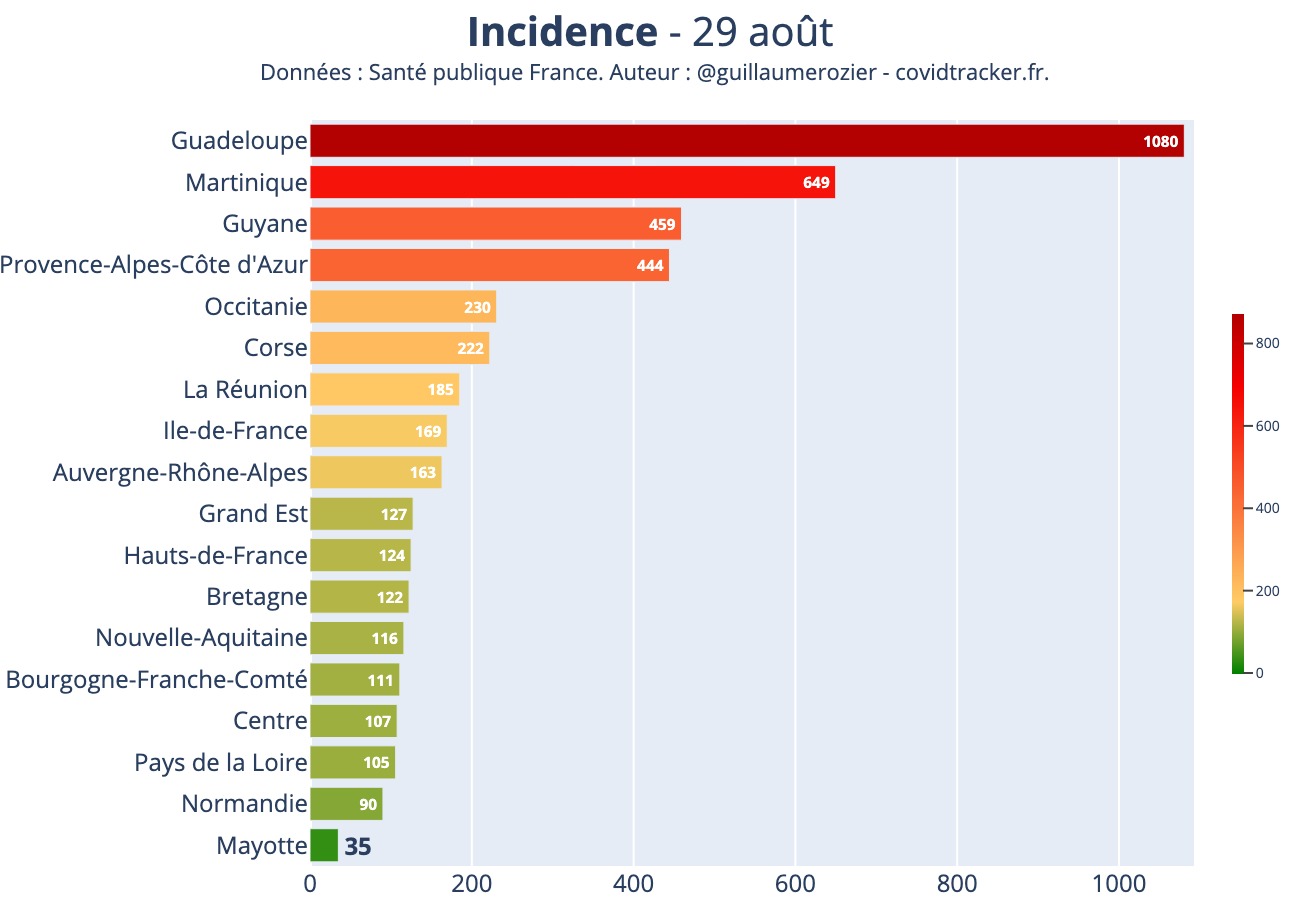 Incidence - 29 août
Données : Santé publique France. Auteur : @guillaumerozier - covidtracker.fr.
Guadeloupe 1080
Martinique 649
Guyane 459
Provence-Alpes-Côte d'Azur 444
Occitanie 230
Corse 222
La Réunion 185
Ile-de-France 169
Auvergne-Rhône-Alpes 163
Grand Est 127
Hauts-de-France 124
Bretagne 122
Nouvelle-Aquitaine 116
Bourgogne-Franche-Comté 111
Centre 107
Pays de la Loire 105
Normandie 90
Mayotte 35
0 200 400 600 800 1000
800
600
400
200
0